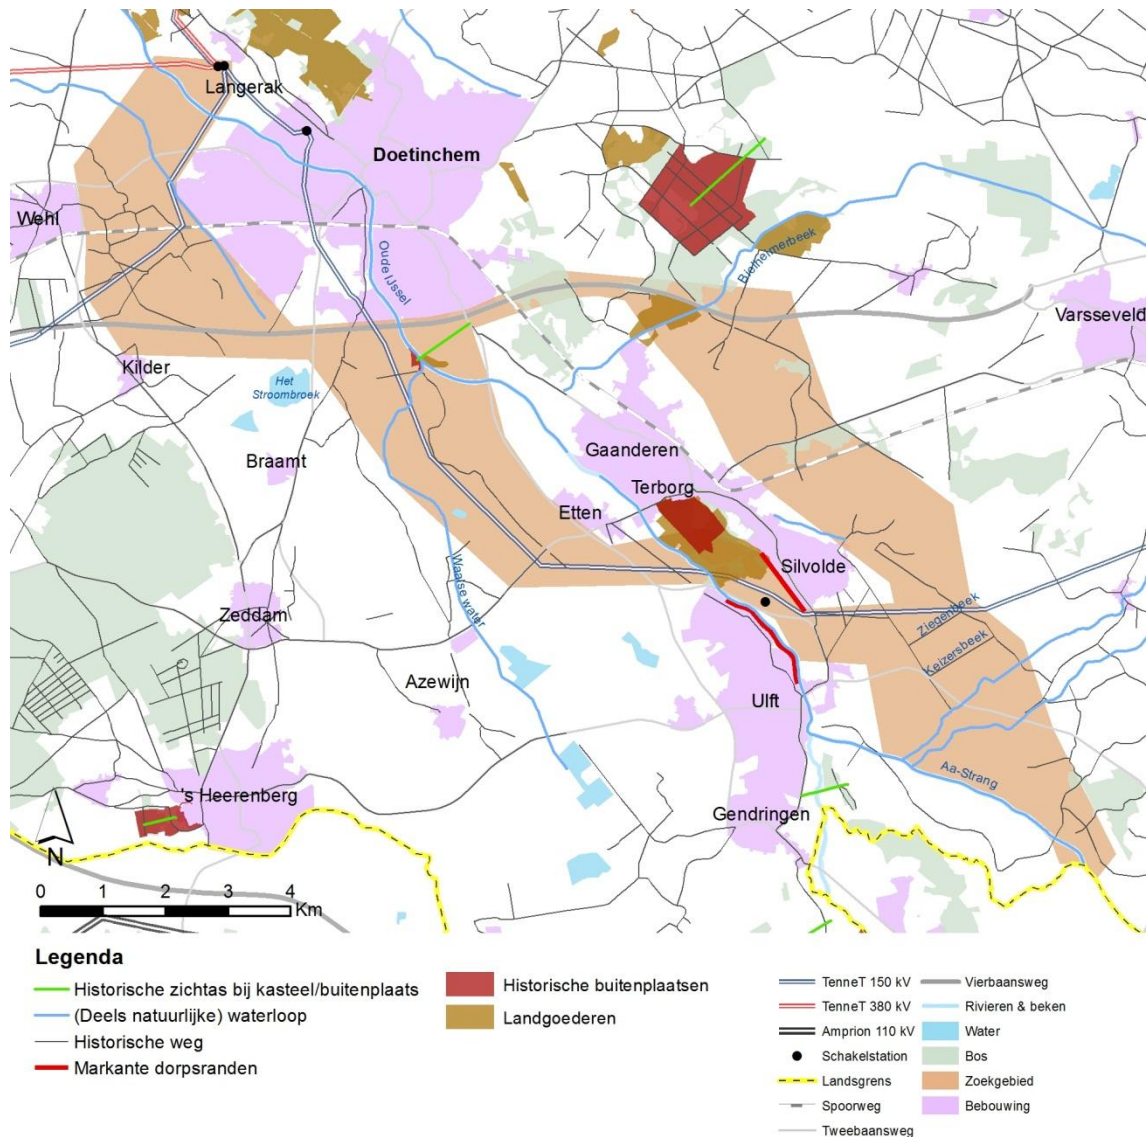 Langerak
Doetinchem
Wehl
Oude IJssel
Bielheimerbeek
Varsseveld
Kilder
Het
Stroombroek
Braamt
Gaanderen
Terborg
Etten
Silvolde
Waalse water
Zeddam
Ziegenbeek
Keizersbeek
Azewijn
Ulft
Aa-Strang
's Heerenberg
Gendringen
N
0 1 2 3 4
Km
Legenda
Historische zichtas bij kasteel/buitenplaats
(Deels natuurlijke) waterloop
Historische weg
Markante dorpsranden
Historische buitenplaatsen
Landgoederen
TenneT 150 kV
TenneT 380 kV
Amprion 110 kV
Schakelstation
Landsgrens
Spoorweg
Tweebaansweg
Vierbaansweg
Rivieren & beken
Water
Bos
Zoekgebied
Bebouwing